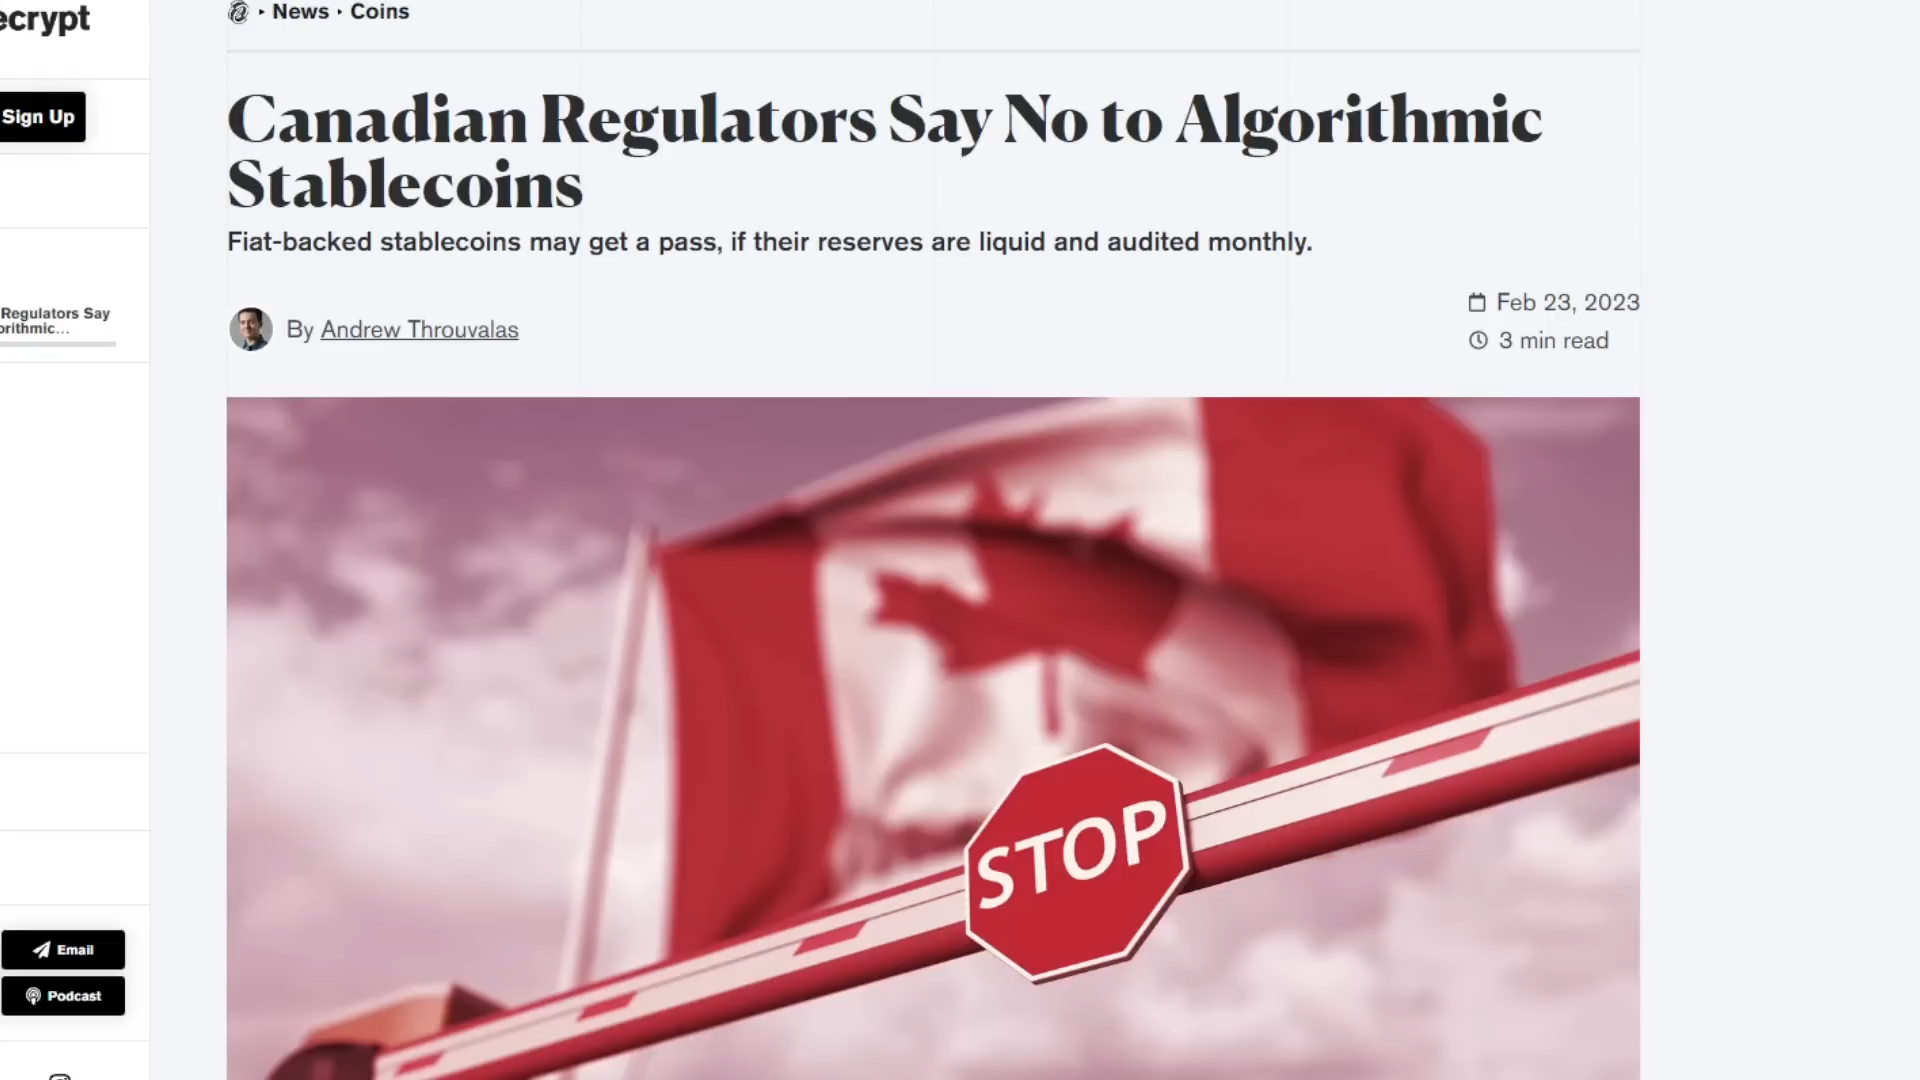 ecrypt
News · Coins
Sign Up
Canadian Regulators Say No to Algorithmic
Stablecoins
Fiat-backed stablecoins may get a pass, if their reserves are liquid and audited monthly.
Regulators Say
orithmic...
By Andrew Throuvalas
Feb 23, 2023
3 min read
STOP
Email
Podcast